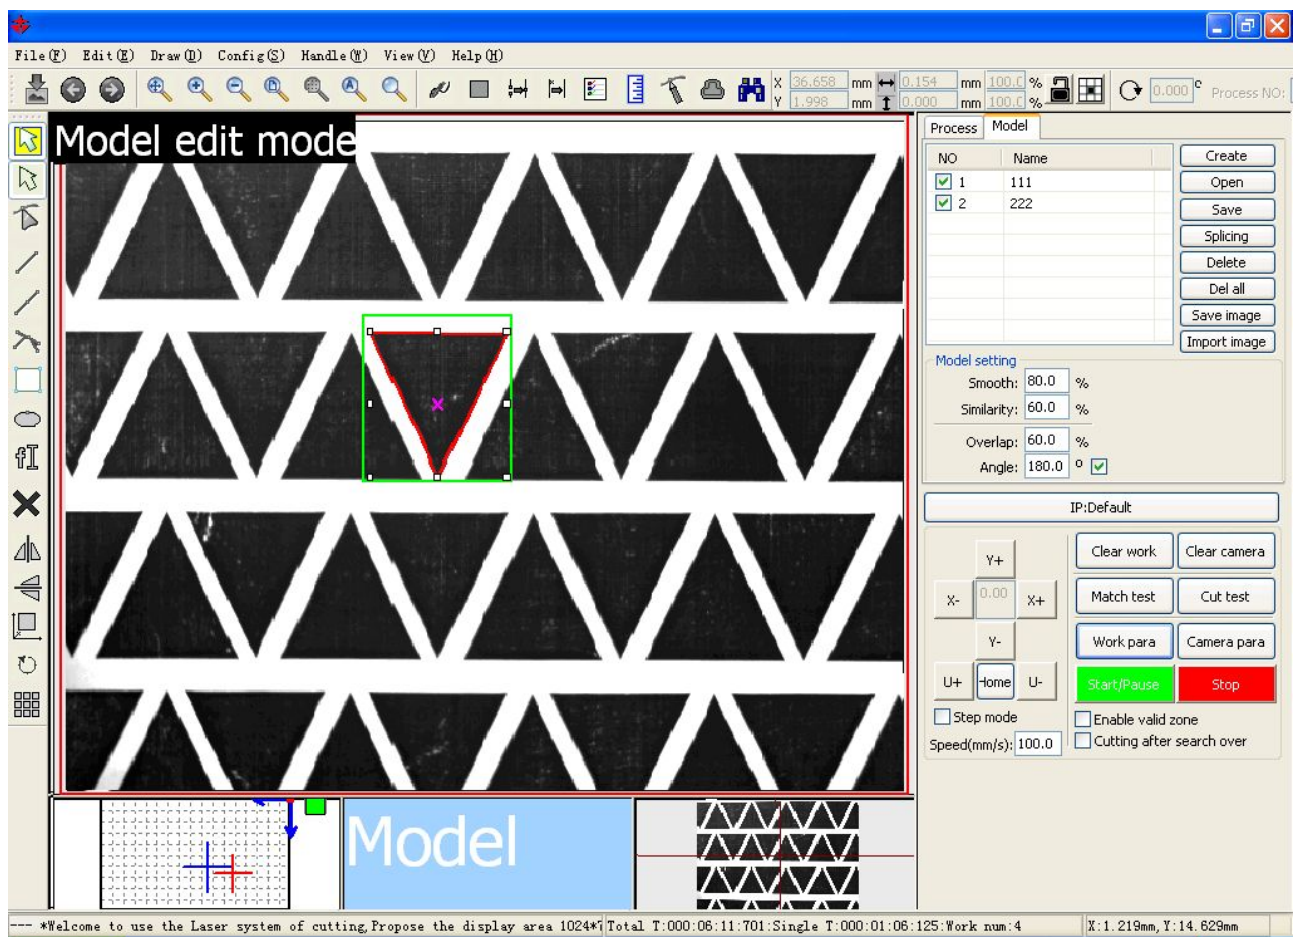 File(F) Edit(E) Draw(D) Config(S) Handle(W) View(V) Help(H)
X 36.658 mm 0.154 mm 100.0 %
Y 1.998 mm 0.000 mm 100.0 %
0.000 ° Process NO:
Model edit mode
Process Model
NO Name
1 111
2 222
Create
Open
Save
Splicing
Delete
Del all
Save image
Import image
Model setting
Smooth: 80.0 %
Similarity: 60.0 %
Overlap: 60.0 %
Angle: 180.0 °
IP:Default
Y+
X- 0.00 X+
Y-
U+ Home U-
Step mode
Speed(mm/s): 100.0
Clear work Clear camera
Match test Cut test
Work para Camera para
Start/Pause Stop
Enable valid zone
Cutting after search over
Model
--- *Welcome to use the Laser system of cutting,Propose the display area 1024*7 Total T:000:06:11:701:Single T:000:01:06:125:Work num:4 X:1.219mm,Y:14.629mm